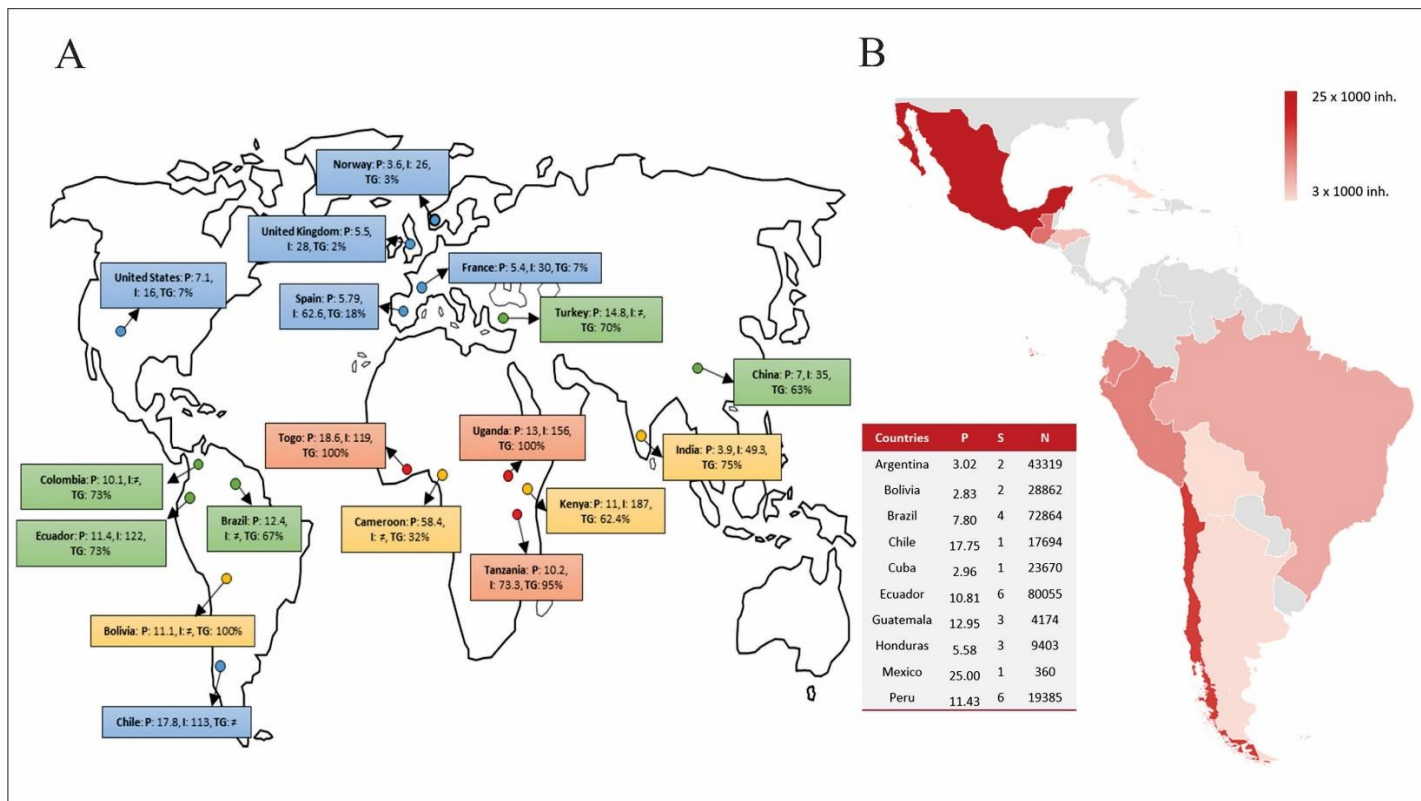 A
Norway: P: 3.6, I: 26,
TG: 3%
United Kingdom: P: 5.5,
I: 28, TG: 2%
United States: P: 7.1,
I: 16, TG: 7%
France: P: 5.4, I: 30, TG: 7%
Spain: P: 5.79,
I: 62.6, TG: 18%
Turkey: P: 14.8, I: ≠,
TG: 70%
China: P: 7, I: 35,
TG: 63%
Togo: P: 18.6, I: 119,
TG: 100%
Uganda: P: 13, I: 156,
TG: 100%
India: P: 3.9, I: 49.3,
TG: 75%
Colombia: P: 10.1, I:≠,
TG: 73%
Ecuador: P: 11.4, I: 122,
TG: 73%
Brazil: P: 12.4,
I: ≠, TG: 67%
Cameroon: P: 58.4,
I: ≠, TG: 32%
Kenya: P: 11, I: 187,
TG: 62.4%
Tanzania: P: 10.2,
I: 73.3, TG: 95%
Bolivia: P: 11.1, I: ≠, TG: 100%
Chile: P: 17.8, I: 113, TG: ≠
B
25 x 1000 inh.
3 x 1000 inh.
Countries P S N
Argentina 3.02 2 43319
Bolivia 2.83 2 28862
Brazil 7.80 4 72864
Chile 17.75 1 17694
Cuba 2.96 1 23670
Ecuador 10.81 6 80055
Guatemala 12.95 3 4174
Honduras 5.58 3 9403
Mexico 25.00 1 360
Peru 11.43 6 19385